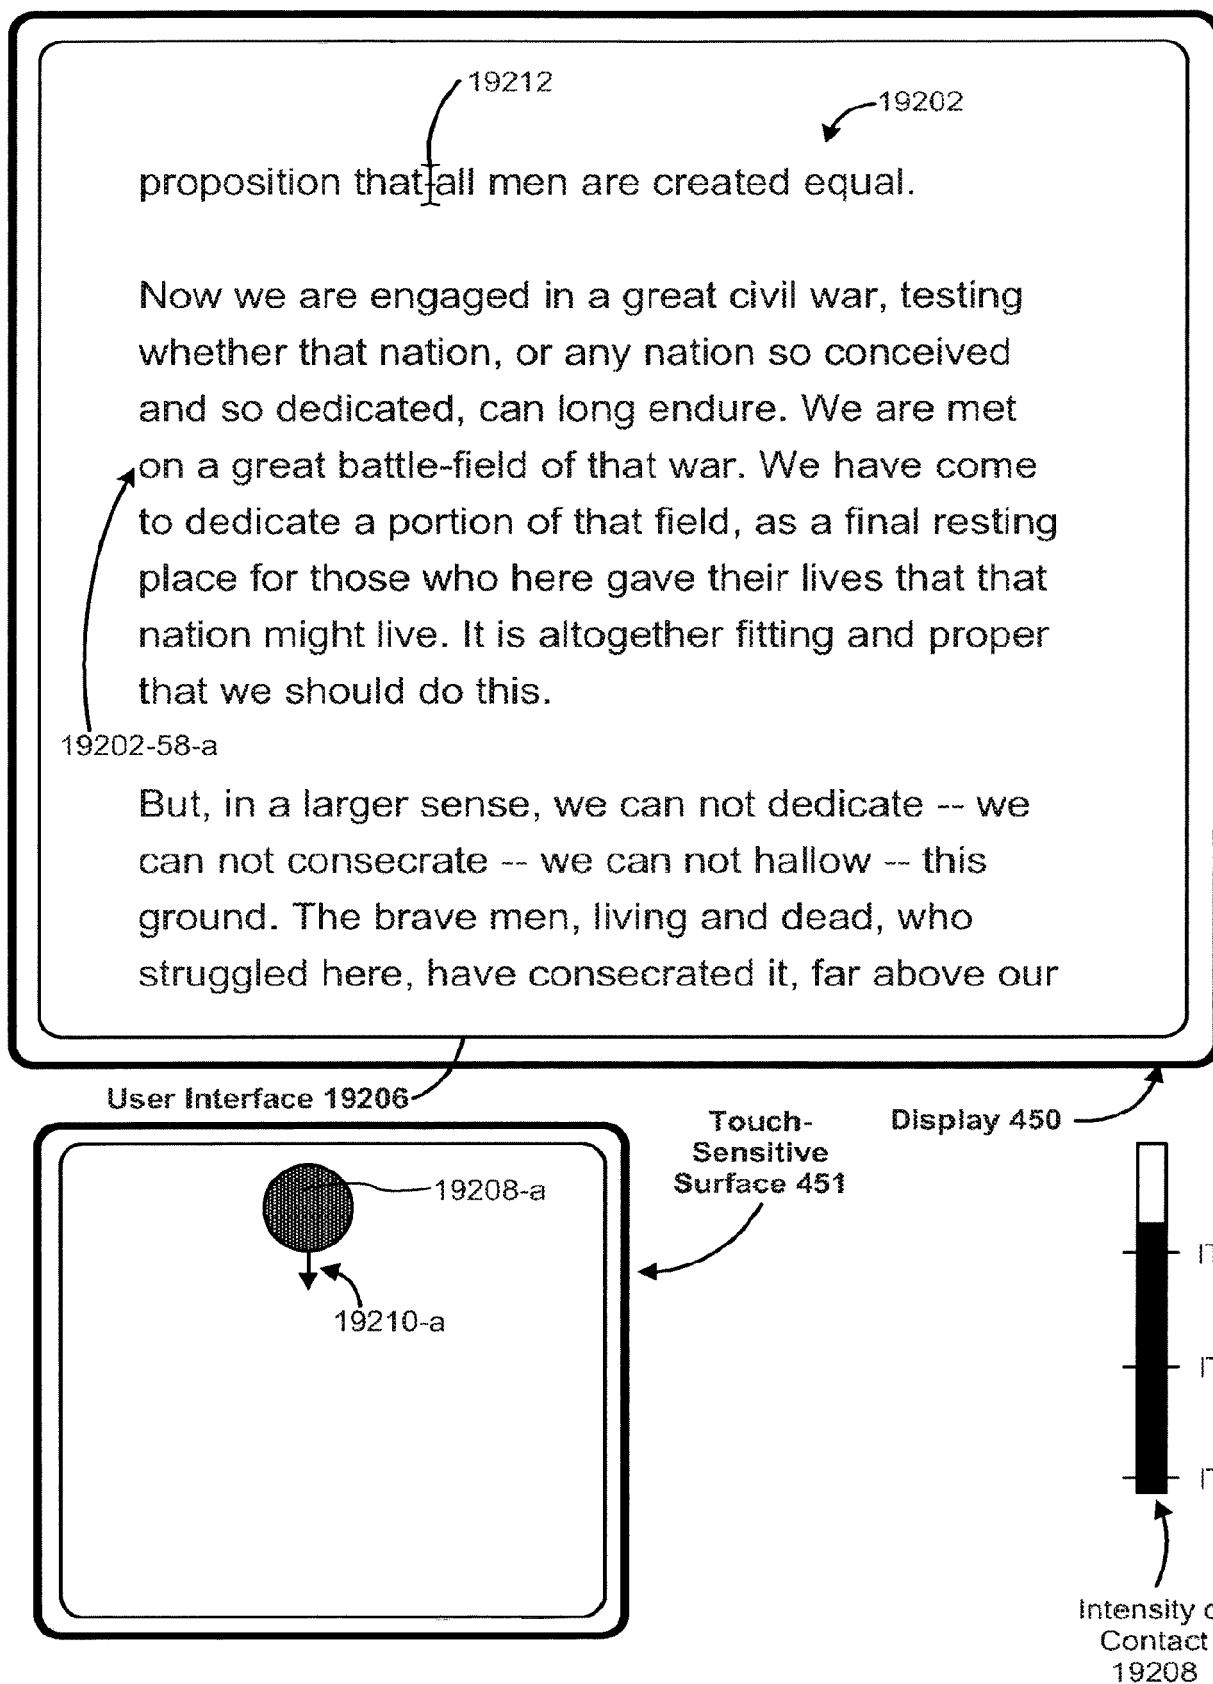 19212
19202
proposition that all men are created equal.
Now we are engaged in a great civil war, testing
whether that nation, or any nation so conceived
and so dedicated, can long endure. We are met
on a great battle-field of that war. We have come
to dedicate a portion of that field, as a final resting
place for those who here gave their lives that that
nation might live. It is altogether fitting and proper
that we should do this.
19202-58-a
But, in a larger sense, we can not dedicate -- we
can not consecrate -- we can not hallow -- this
ground. The brave men, living and dead, who
struggled here, have consecrated it, far above our
User Interface 19206
Display 450
Touch-
Sensitive
Surface 451
19208-a
19210-a
Intensity
Contact
19208